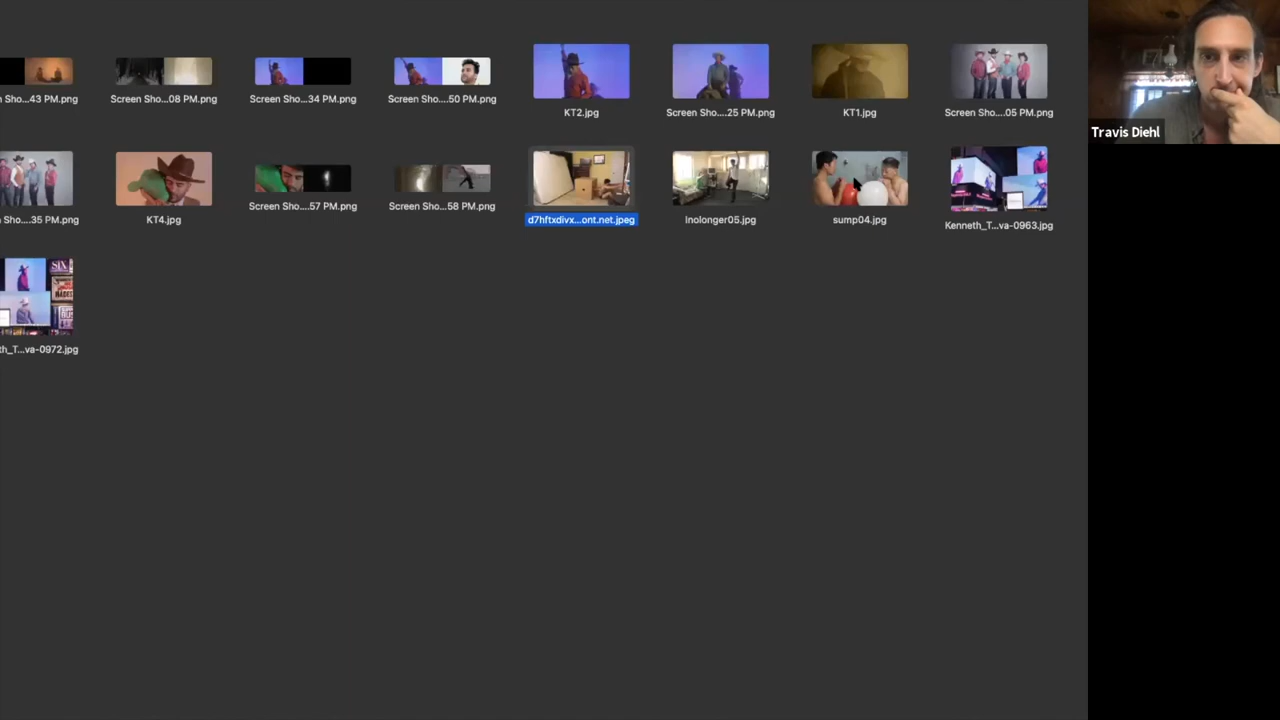 n Sho...43 PM.png
Screen Sho...08 PM.png
Screen Sho...34 PM.png
Screen Sho....50 PM.png
KT2.jpg
Screen Sho....25 PM.png
KT1.jpg
Screen Sho....05 PM.png
Travis Diehl
n Sho...35 PM.png
KT4.jpg
Screen Sho....57 PM.png
Screen Sho....58 PM.png
d7hftxdivx...ont.net.jpeg
Inolonger05.jpg
sump04.jpg
Kenneth_T...va-0963.jpg
SIX
th_T...va-0972.jpg